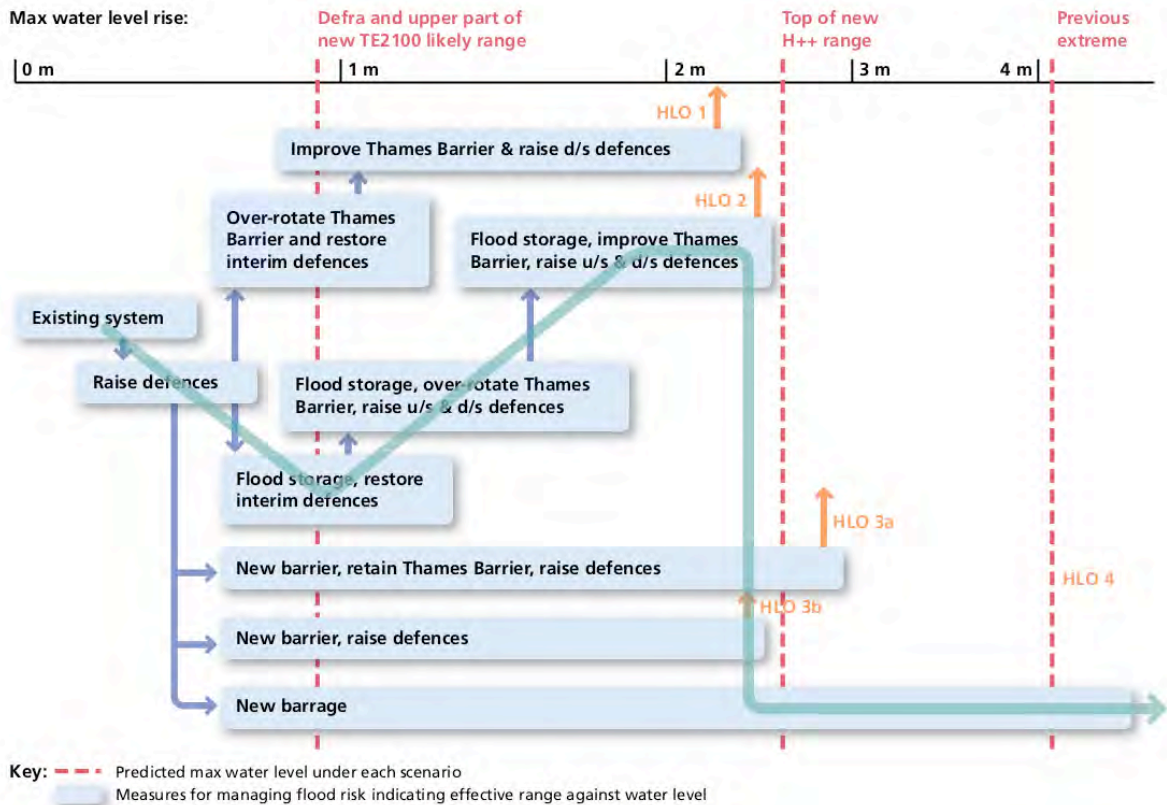 Max water level rise:
Defra and upper part of
new TE2100 likely range
Top of new
H++ range
Previous
extreme
0 m
1 m
2 m
3 m
4 m
HLO 1
Improve Thames Barrier & raise d/s defences
HLO 2
Over-rotate Thames
Barrier and restore
interim defences
Flood storage, improve Thames
Barrier, raise u/s & d/s defences
Existing system
Raise defences
Flood storage, over-rotate Thames
Barrier, raise u/s & d/s defences
Flood storage, restore
interim defences
HLO 3a
New barrier, retain Thames Barrier, raise defences
HLO 4
HLO 3b
New barrier, raise defences
New barrage
Key:
Predicted max water level under each scenario
Measures for managing flood risk indicating effective range against water level